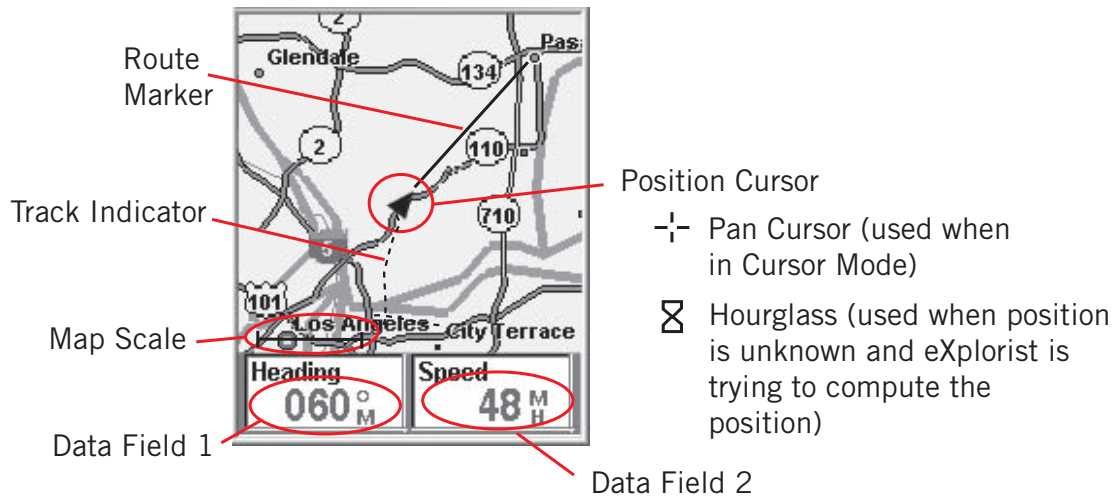 2
Glendale
Pas
134
Route
Marker
2
110
Position Cursor
Track Indicator
710
Pan Cursor (used when
in Cursor Mode)
5
101
Hourglass (used when position
is unknown and eXplorist is
trying to compute the
position)
Los Angeles
City Terrace
Map Scale
Heading
Speed
060 ° M
48 M H
Data Field 1
Data Field 2